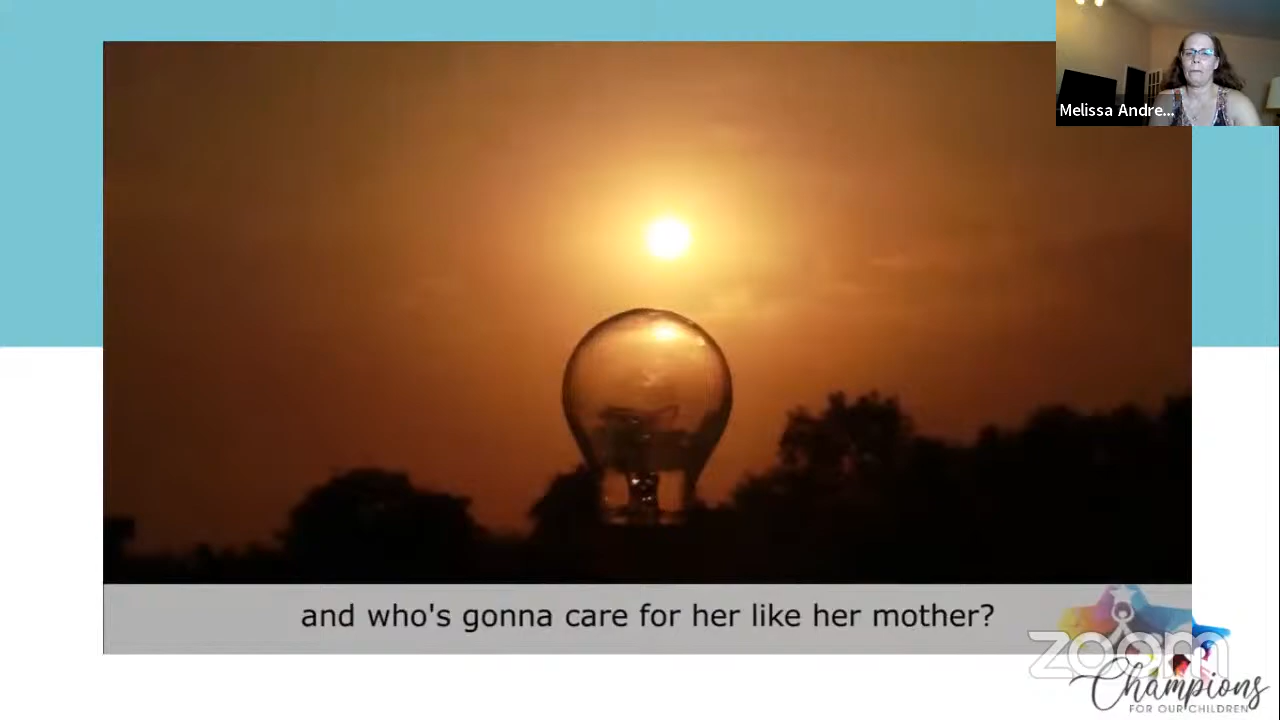 Melissa Andre...
and who's gonna care for her like her mother?
zoom
Champions
FOR OUR CHILDREN